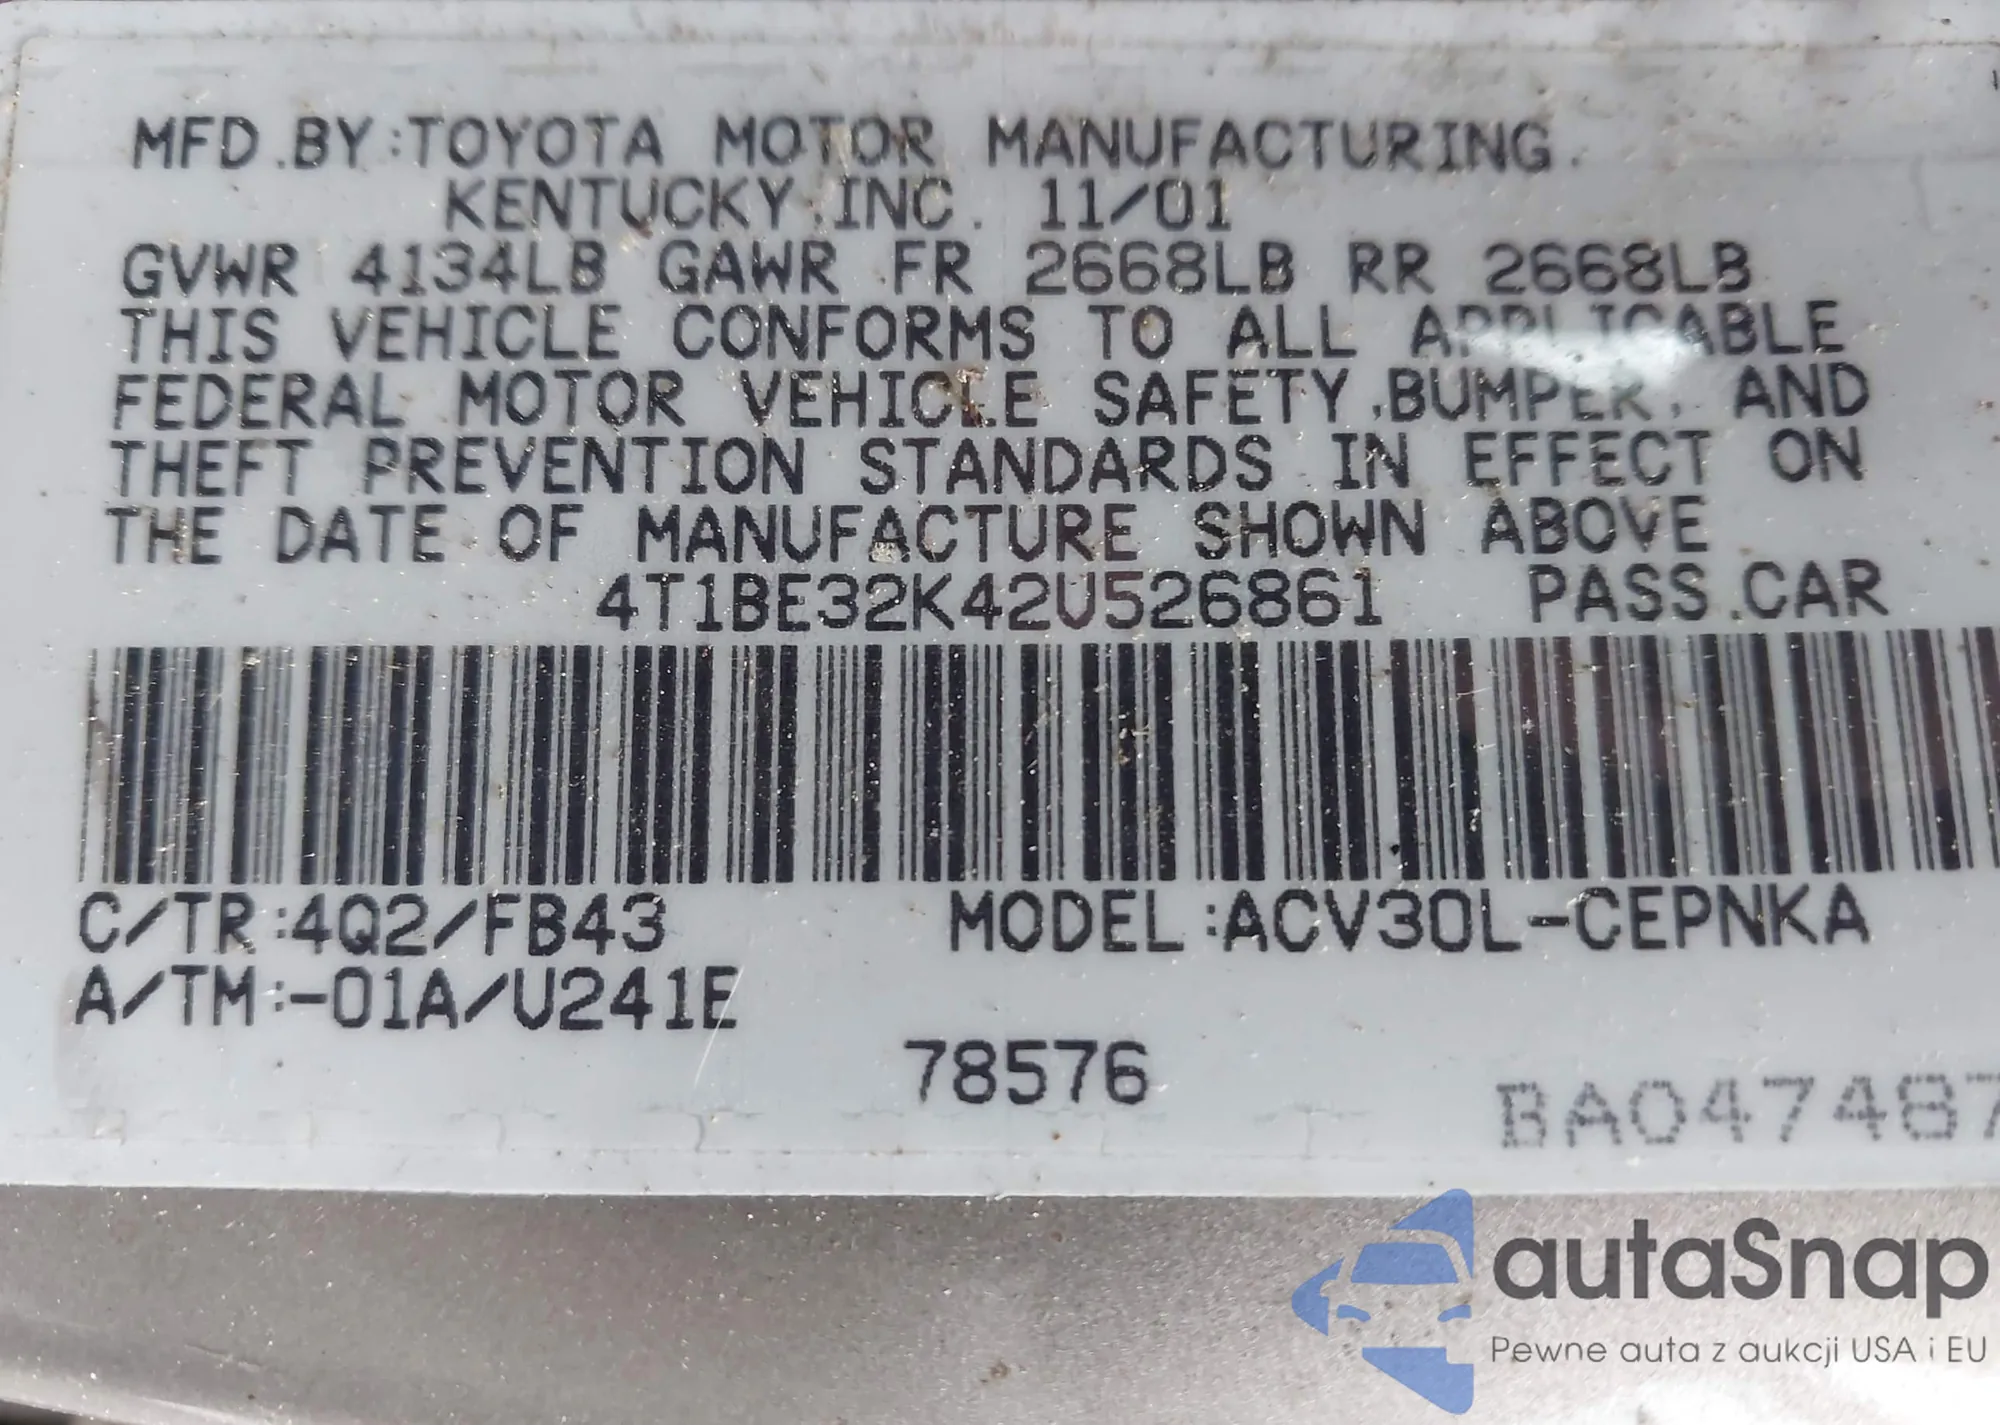 MFD.BY:TOYOTA MOTOR MANUFACTURING.
KENTUCKY,INC. 11/01
GVWR 4134LB GAWR FR 2668LB RR 2668LB
THIS VEHICLE CONFORMS TO ALL APPLICABLE
FEDERAL MOTOR VEHICLE SAFETY,BUMPER, AND
THEFT PREVENTION STANDARDS IN EFFECT ON
THE DATE OF MANUFACTURE SHOWN ABOVE
4T1BE32K42U526861 PASS.CAR
C/TR:4Q2/FB43 MODEL:ACV30L-CEPNKA
A/TM:-01A/U241E
78576
BA047487
autaSnap
Pewne auta z aukcji USA i EU